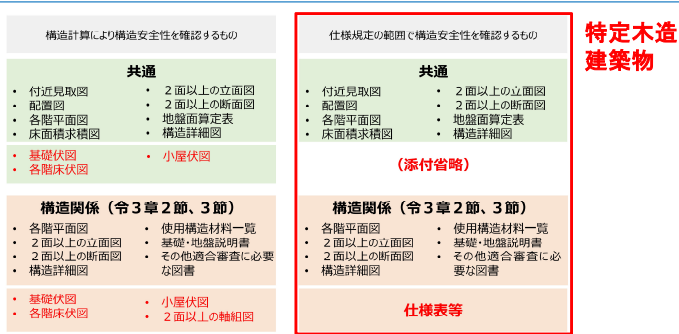 構造計算により構造安全性を確認するもの
共通
・ 付近見取図
・ 配置図
・ 各階平面図
・ 床面積求積図
・ ２面以上の立面図
・ ２面以上の断面図
・ 地盤面算定表
・ 構造詳細図
・ 基礎伏図
・ 各階床伏図
・ 小屋伏図
構造関係（令３章２節、３節）
・ 各階平面図
・ ２面以上の立面図
・ ２面以上の断面図
・ 構造詳細図
・ 使用構造材料一覧
・ 基礎・地盤説明書
・ その他適合審査に必要
な図書
・ 基礎伏図
・ 各階床伏図
・ 小屋伏図
・ ２面以上の軸組図
仕様規定の範囲で構造安全性を確認するもの
共通
・ 付近見取図
・ 配置図
・ 各階平面図
・ 床面積求積図
・ ２面以上の立面図
・ ２面以上の断面図
・ 地盤面算定表
・ 構造詳細図
（添付省略）
構造関係（令３章２節、３節）
・ 各階平面図
・ ２面以上の立面図
・ ２面以上の断面図
・ 構造詳細図
・ 使用構造材料一覧
・ 基礎・地盤説明書
・ その他適合審査に必
要な図書
仕様表等
特定木造
建築物